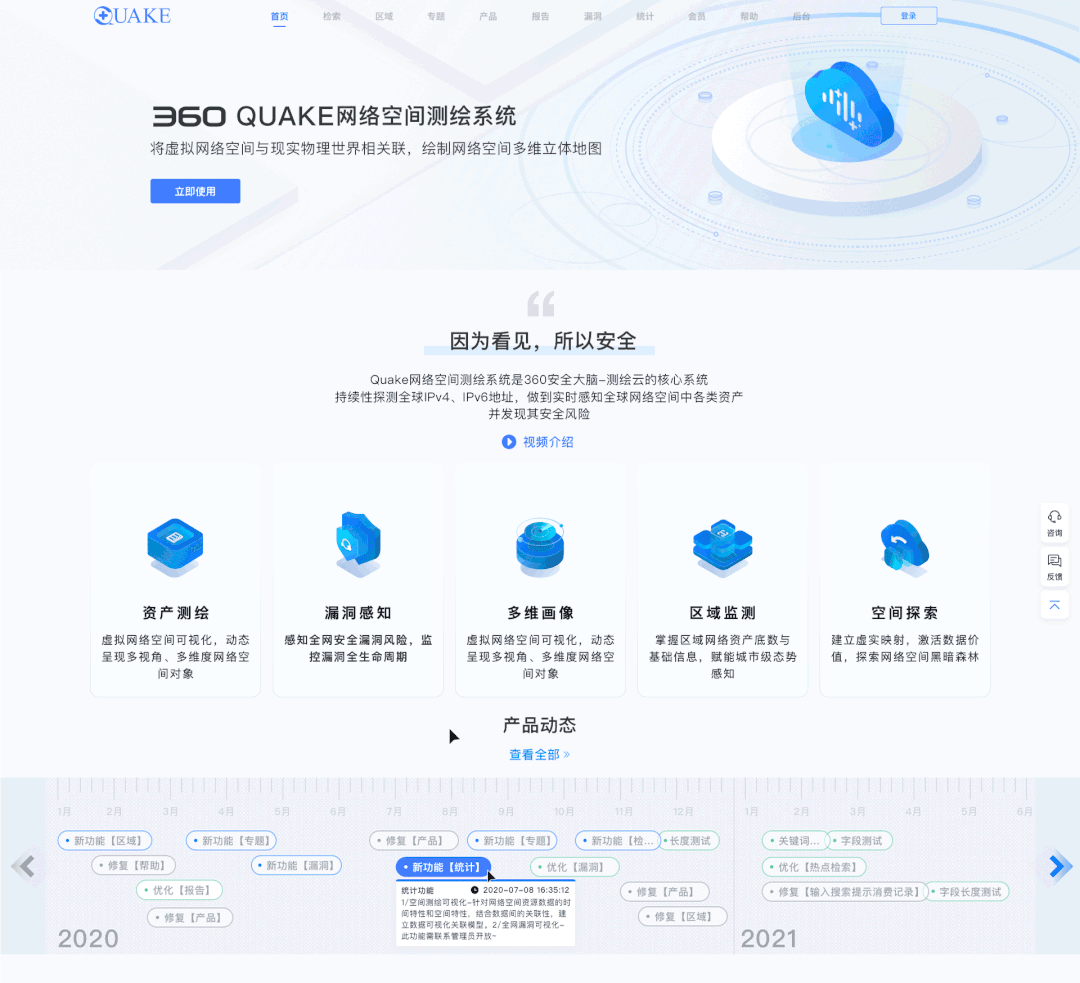 QUAKE
首页 检索 区域 专题 产品 报告 漏洞 统计 会员 帮助 后台 登录
360 QUAKE网络空间测绘系统
将虚拟网络空间与现实物理世界相关联，绘制网络空间多维立体地图
立即使用
因为看见，所以安全
Quake网络空间测绘系统是360安全大脑-测绘云的核心系统
持续性探测全球IPv4、IPv6地址，做到实时感知全球网络空间中各类资产
并发现其安全风险
视频介绍
咨询
反馈
资产测绘
虚拟网络空间可视化，动态
呈现多视角、多维度网络空
间对象
漏洞感知
感知全网安全漏洞风险，监
控漏洞全生命周期
多维画像
虚拟网络空间可视化，动态
呈现多视角、多维度网络空
间对象
区域监测
掌握区域网络资产底数与
基础信息，赋能城市级态势
感知
空间探索
建立虚实映射，激活数据价
值，探索网络空间黑暗森林
产品动态
查看全部 »
1月 2月 3月 4月 5月 6月 7月 8月 9月 10月 11月 12月 1月 2月 3月 4月 5月 6月
• 新功能【区域】 • 新功能【专题】 • 修复【产品】 • 新功能【专题】 • 新功能【检... • 长度测试 • 关键词... • 字段测试
• 修复【帮助】 • 新功能【漏洞】 • 新功能【统计】 • 优化【漏洞】 • 优化【热点检索】
• 优化【报告】 • 修复【产品】 • 修复【输入搜索提示消费记录】 • 字段长度测试
• 修复【产品】 • 修复【区域】
统计功能 2020-07-08 16:35:12
1/空间测绘可视化-针对网络空间资源数据的时
间特性和空间特性，结合数据间的关联性，建
立数据可视化关联模型，2/全网漏洞可视化-
此功能需联系管理员开放~
2020 2021